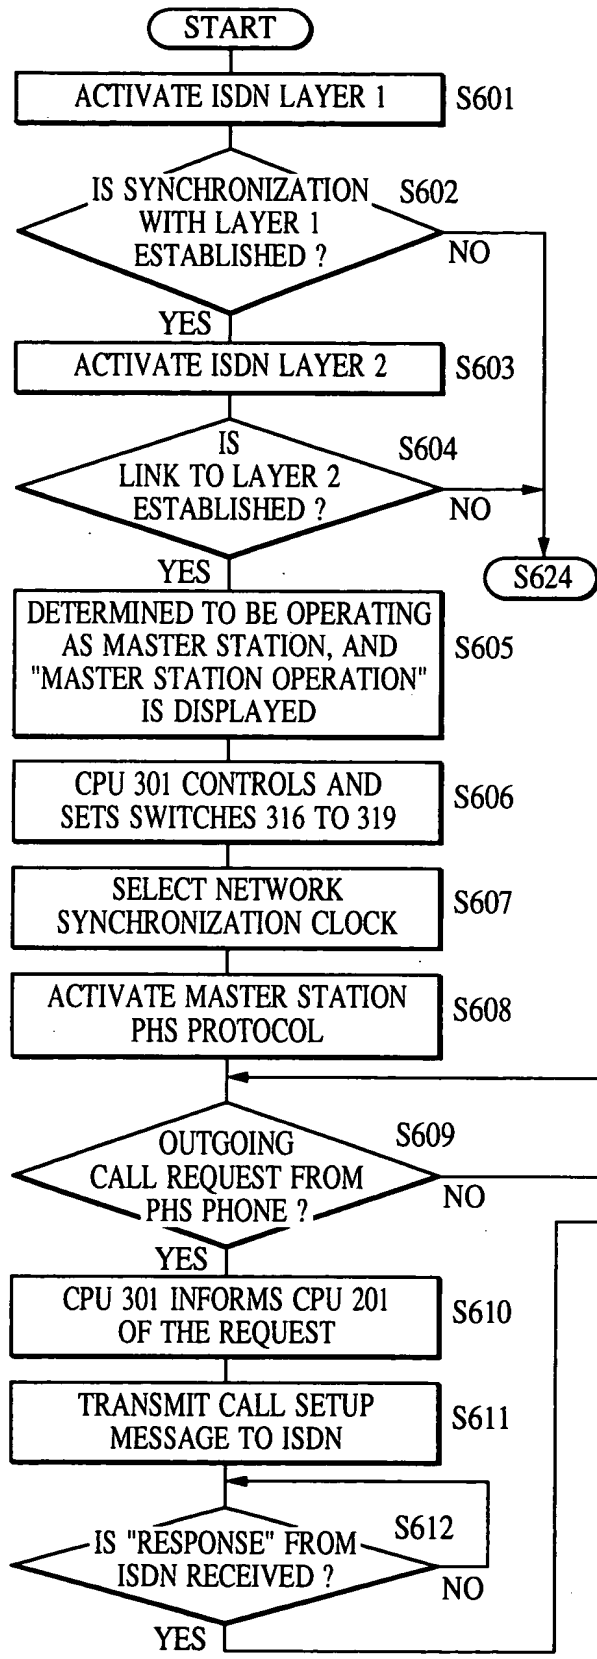 START
ACTIVATE ISDN LAYER 1
S601
IS SYNCHRONIZATION
WITH LAYER 1
ESTABLISHED ?
S602
NO
YES
ACTIVATE ISDN LAYER 2
S603
IS
LINK TO LAYER 2
ESTABLISHED ?
S604
NO
S624
YES
DETERMINED TO BE OPERATING
AS MASTER STATION, AND
"MASTER STATION OPERATION"
IS DISPLAYED
S605
CPU 301 CONTROLS AND
SETS SWITCHES 316 TO 319
S606
SELECT NETWORK
SYNCHRONIZATION CLOCK
S607
ACTIVATE MASTER STATION
PHS PROTOCOL
S608
OUTGOING
CALL REQUEST FROM
PHS PHONE ?
S609
NO
YES
CPU 301 INFORMS CPU 201
OF THE REQUEST
S610
TRANSMIT CALL SETUP
MESSAGE TO ISDN
S611
IS "RESPONSE" FROM
ISDN RECEIVED ?
S612
NO
YES